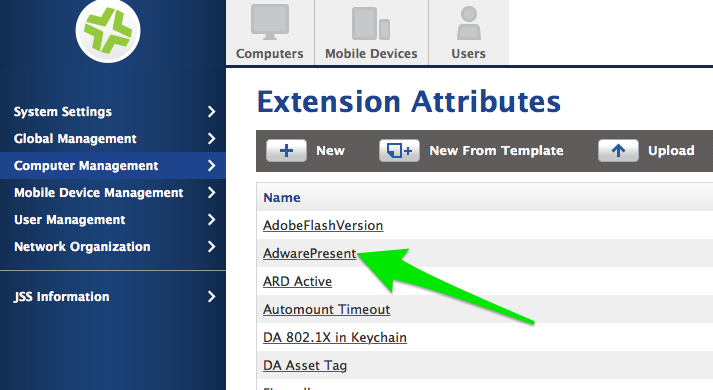 Computers Mobile Devices Users
System Settings
Global Management
Computer Management
Mobile Device Management
User Management
Network Organization
JSS Information
Extension Attributes
New New From Template Upload
Name
AdobeFlashVersion
AdwarePresent
ARD Active
Automount Timeout
DA 802.1X in Keychain
DA Asset Tag